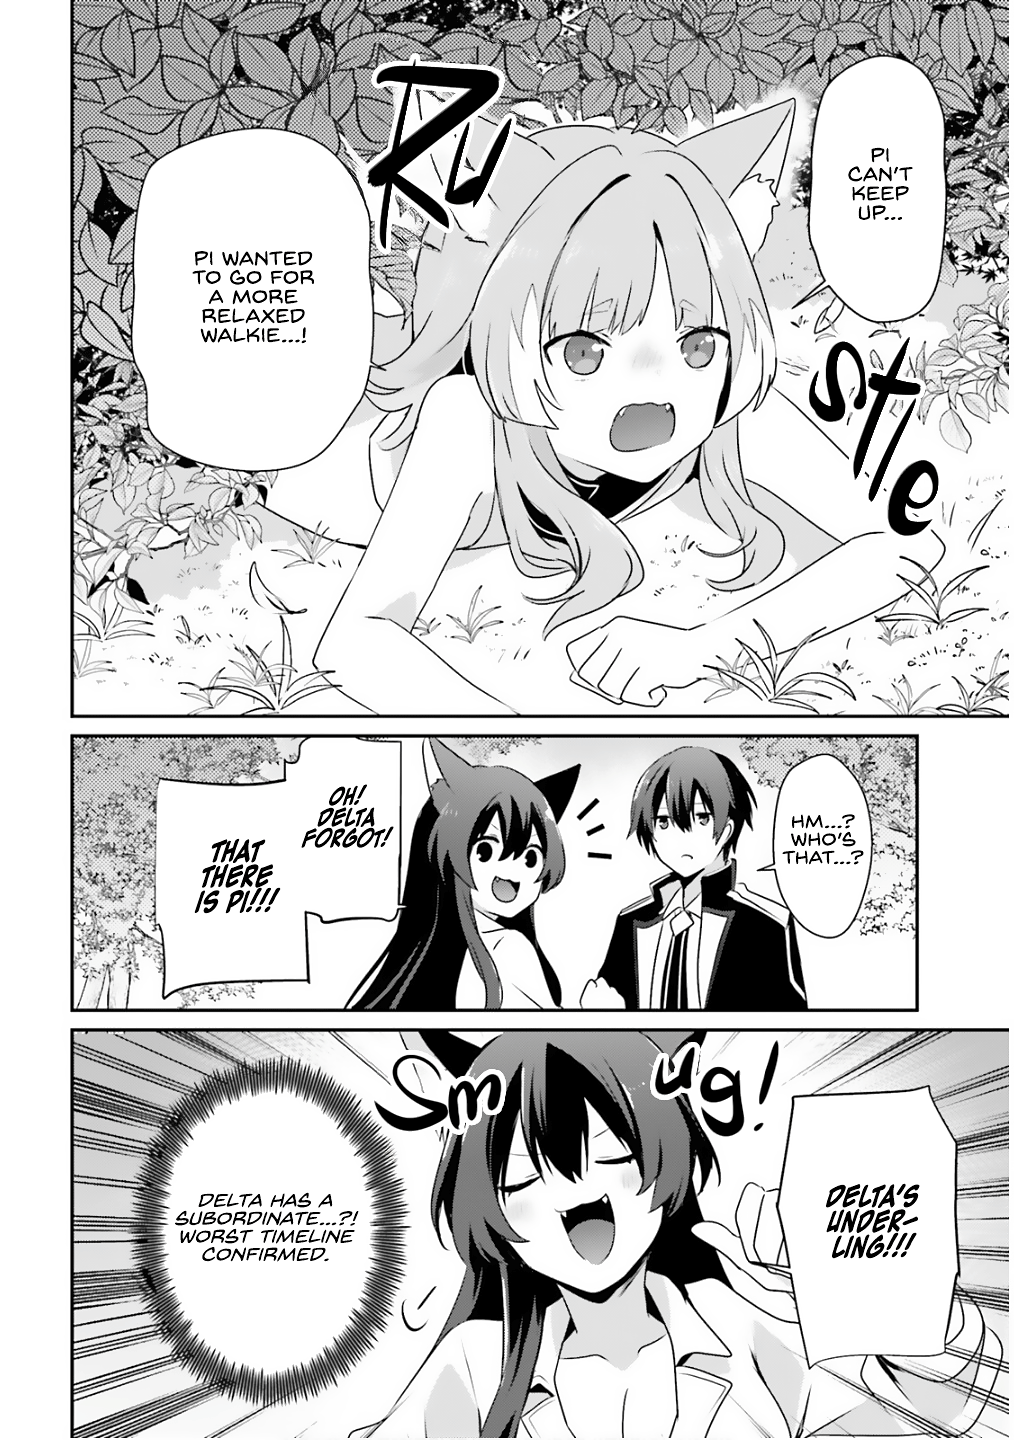 PI
CAN'T
KEEP
UP...
RU
STLE
PI WANTED
TO GO FOR
A MORE
RELAXED
WALKIE...!
HM...?
WHO'S
THAT...?
OH!
DELTA
FORGOT!
THAT
THERE
IS PI!!!
SM
UG!
DELTA'S
UNDER-
LING!!!
DELTA HAS A
SUBORDINATE...?!
WORST TIMELINE
CONFIRMED.